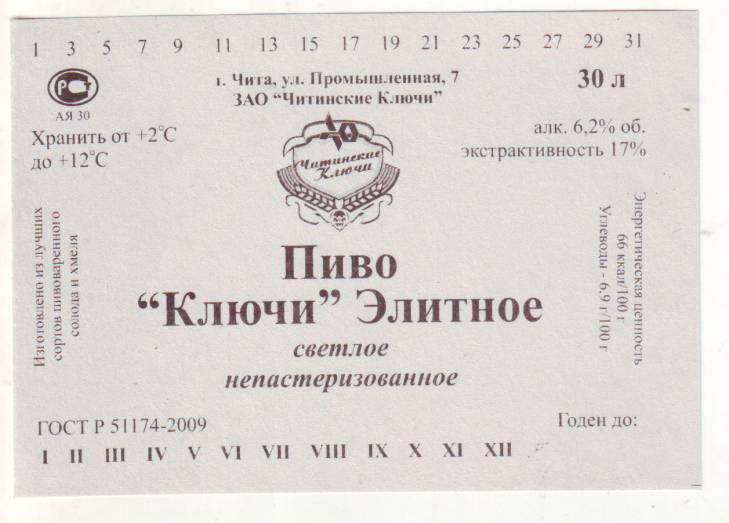 1 3 5 7 9 11 13 15 17 19 21 23 25 27 29 31
РСТ
АЯ 30
г. Чита, ул. Промышленная, 7
ЗАО "Читинские Ключи"
30 л
Хранить от +2°С
до +12°С
алк. 6,2% об.
экстрактивность 17%
Читинские
Ключи
Изготовлено из лучших
сортов пивоваренного
солода и хмеля
Энергетическая ценность
66 ккал/100 г
Углеводы - 6,9 г/100 г
Пиво
"Ключи" Элитное
светлое
непастеризованное
ГОСТ Р 51174-2009
Годен до:
I II III IV V VI VII VIII IX X XI XII